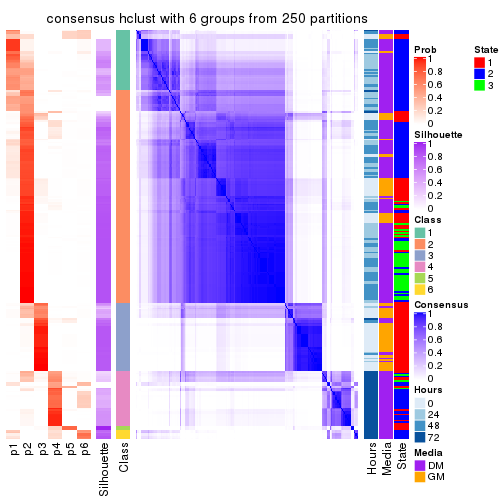 consensus hclust with 6 groups from 250 partitions
Prob
1
0.8
0.6
0.4
0.2
0
State
1
2
3
Silhouette
1
0.8
0.6
0.4
0.2
0
Class
1
2
3
4
5
6
Consensus
1
0.8
0.6
0.4
0.2
0
Hours
0
24
48
72
Media
DM
GM
p1
p2
p3
p4
p5
p6
Silhouette
Class
Hours
Media
State